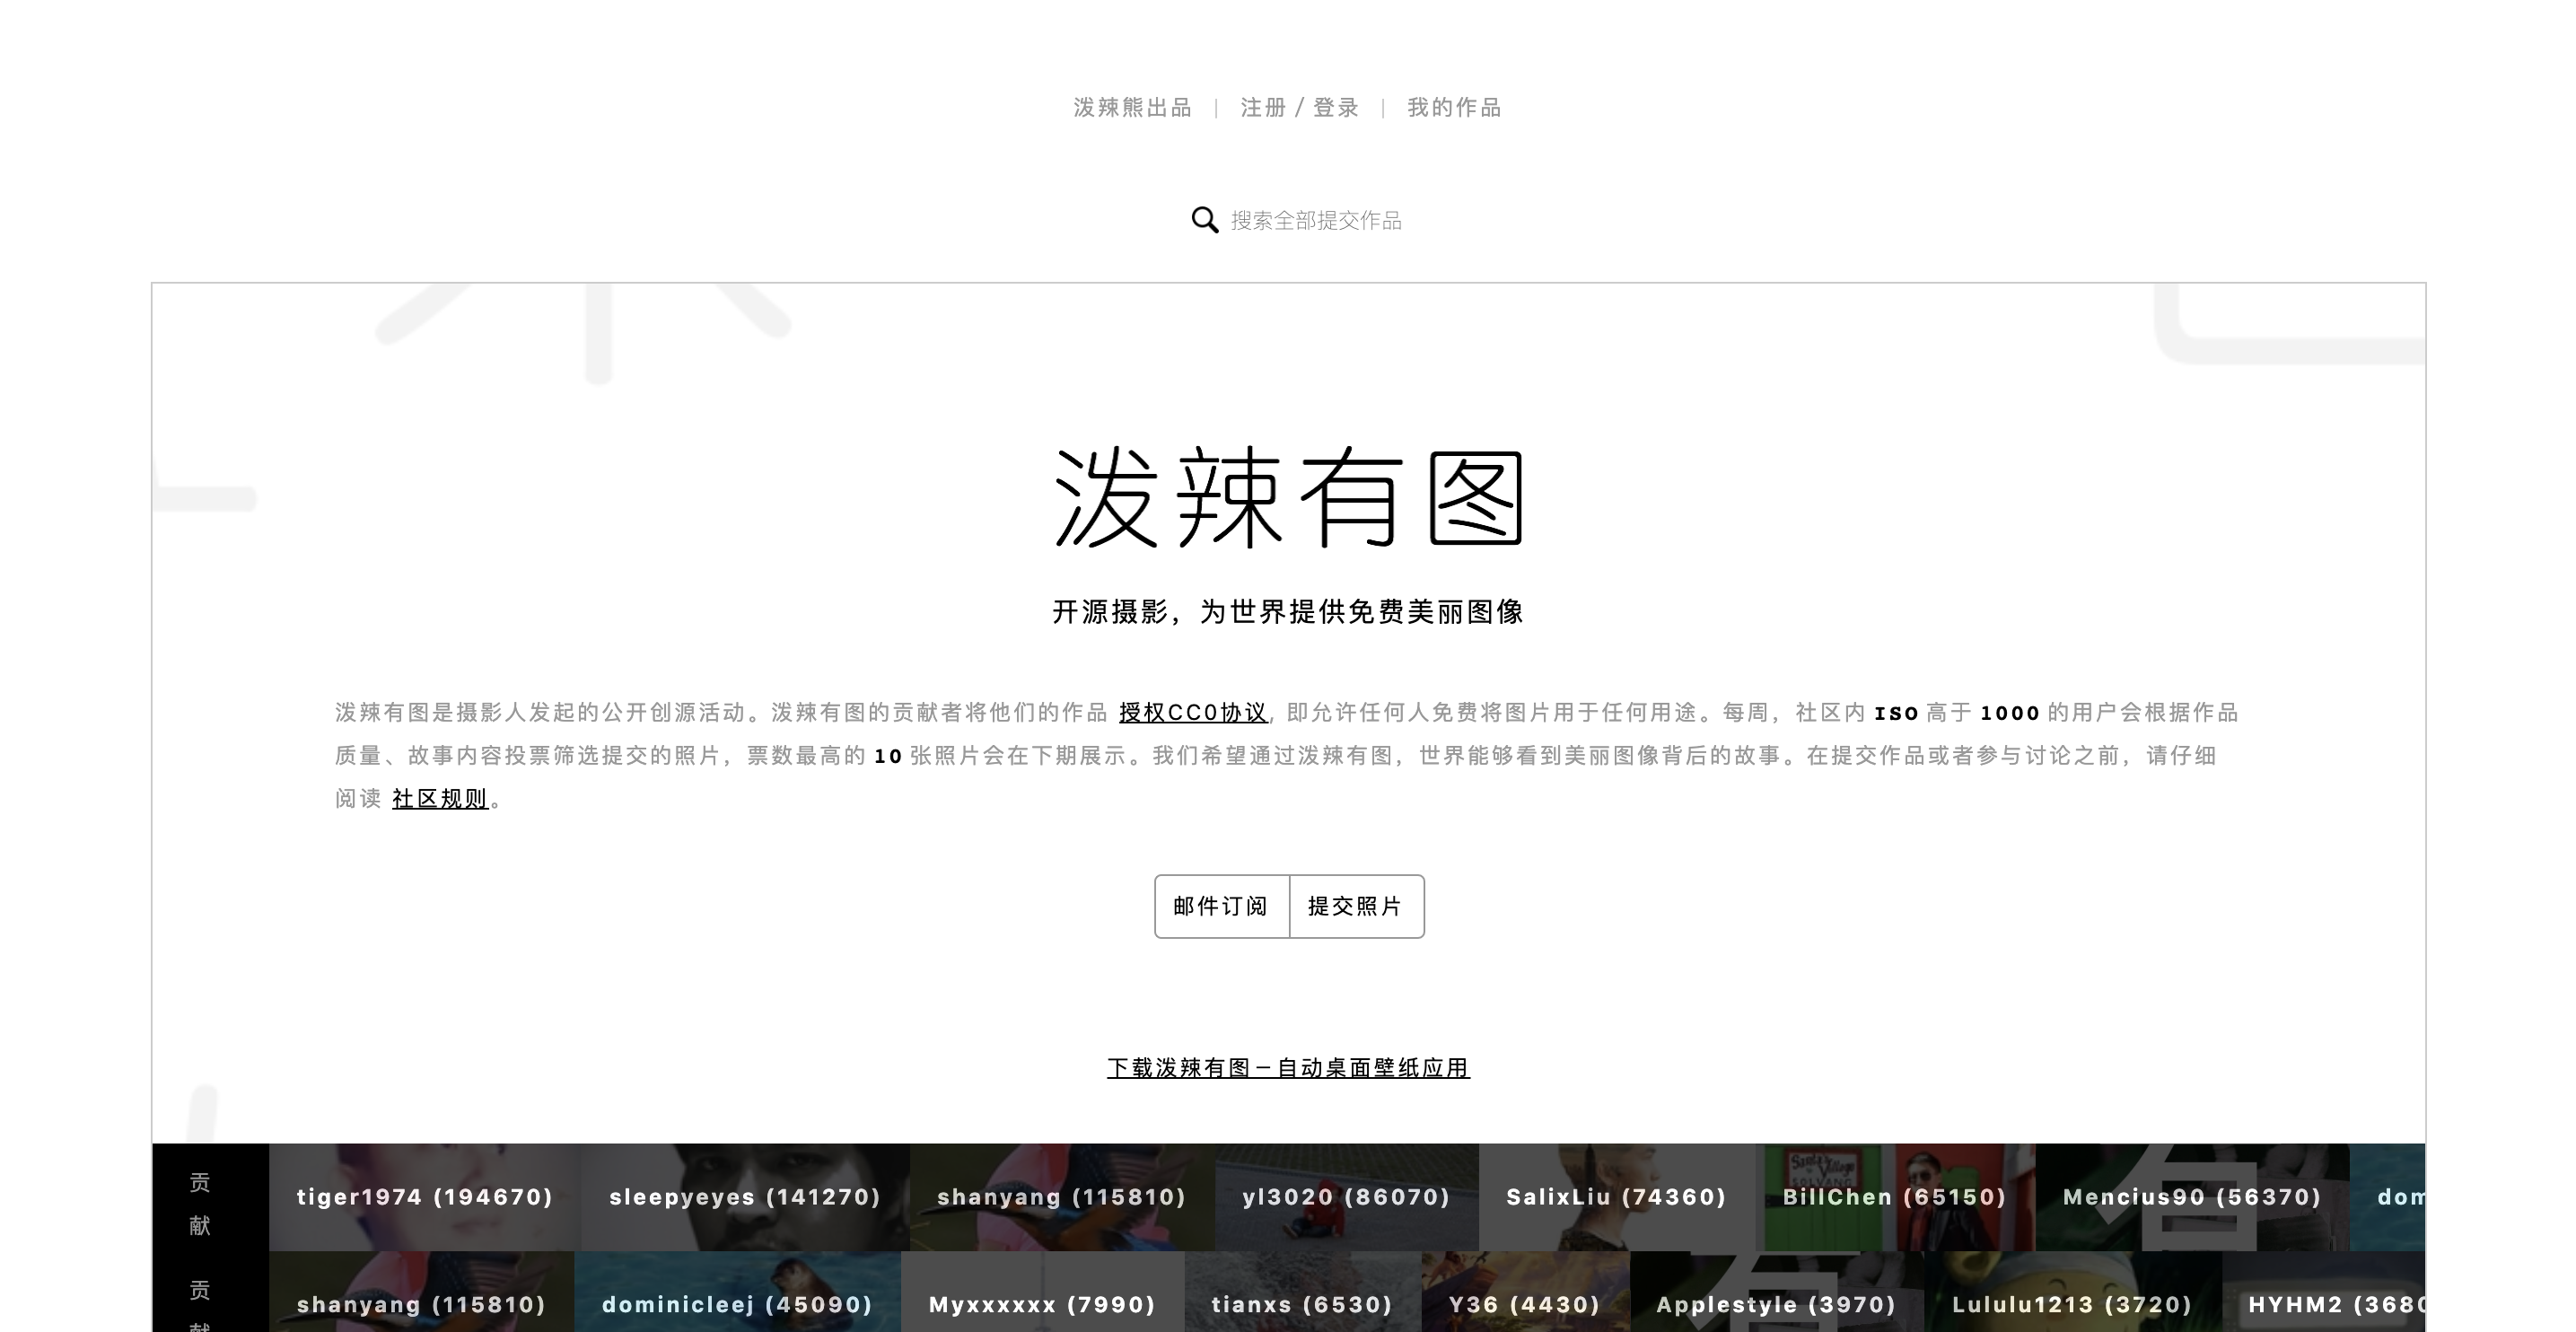 泼辣熊出品 | 注册 / 登录 | 我的作品
搜索全部提交作品
泼辣有图
开源摄影，为世界提供免费美丽图像
泼辣有图是摄影人发起的公开创源活动。泼辣有图的贡献者将他们的作品 授权CC0协议, 即允许任何人免费将图片用于任何用途。每周，社区内 ISO 高于 1000 的用户会根据作品
质量、故事内容投票筛选提交的照片，票数最高的 10 张照片会在下期展示。我们希望通过泼辣有图，世界能够看到美丽图像背后的故事。在提交作品或者参与讨论之前，请仔细
阅读 社区规则。
邮件订阅 提交照片
下载泼辣有图－自动桌面壁纸应用
贡献 tiger1974 (194670) sleepyeyes (141270) shanyang (115810) yl3020 (86070) SalixLiu (74360) BillChen (65150) Mencius90 (56370) dom
贡献 shanyang (115810) dominicleej (45090) Myxxxxxx (7990) tianxs (6530) Y36 (4430) Applestyle (3970) Lululu1213 (3720) HYHM2 (3680